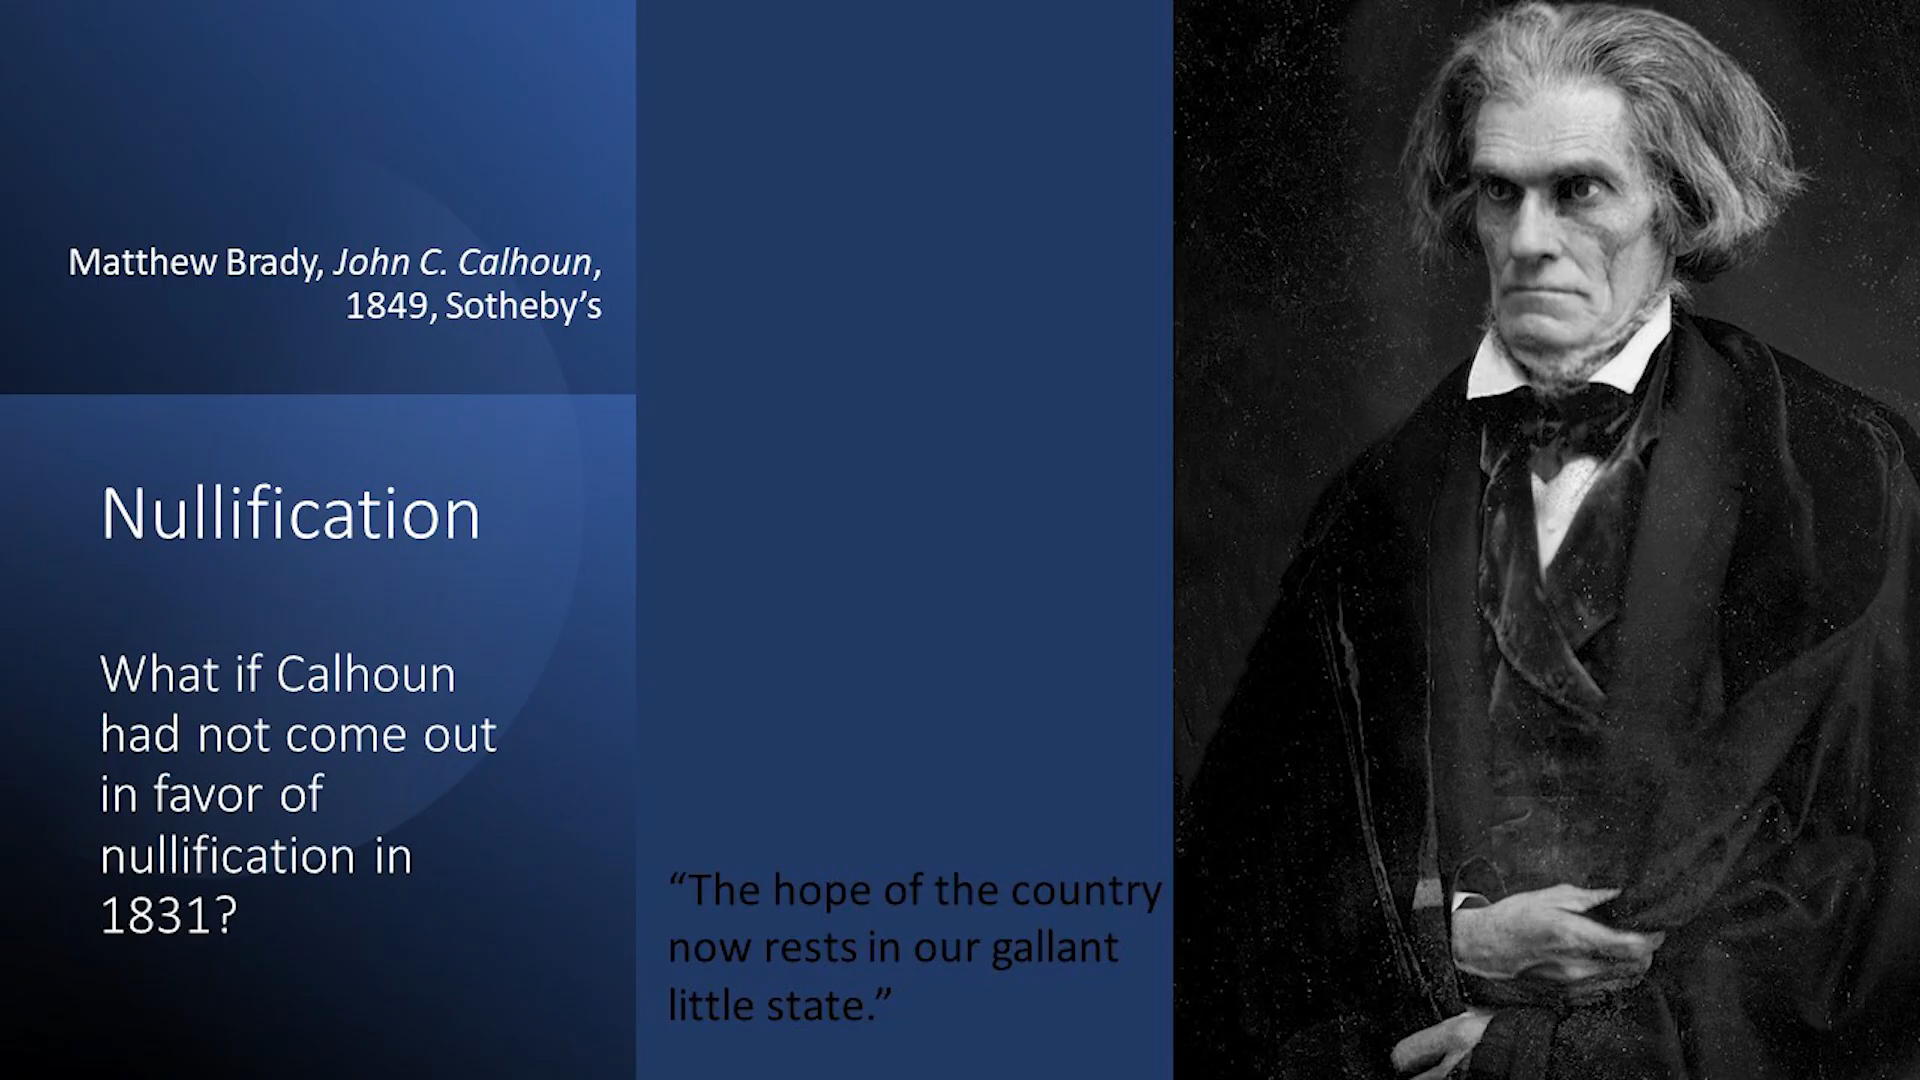 Matthew Brady, John C. Calhoun,
1849, Sotheby’s
Nullification
What if Calhoun
had not come out
in favor of
nullification in
1831?
“The hope of the country
now rests in our gallant
little state.”